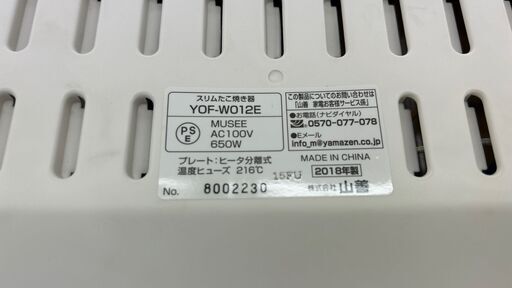 スリムたこ焼き器
YOF-W012E
PS
E
MUSEE
AC100V
650W
プレート:ヒータ分離式
温度ヒューズ 216℃
15FU
No. 8002230
この製品についてのお問い合わせは
「山善 家電お客様サービス係」
●お電話(ナビダイヤル)
0570-077-078
●Eメール
info_m@yamazen.co.jp
MADE IN CHINA
2018年製
株式会社 山善